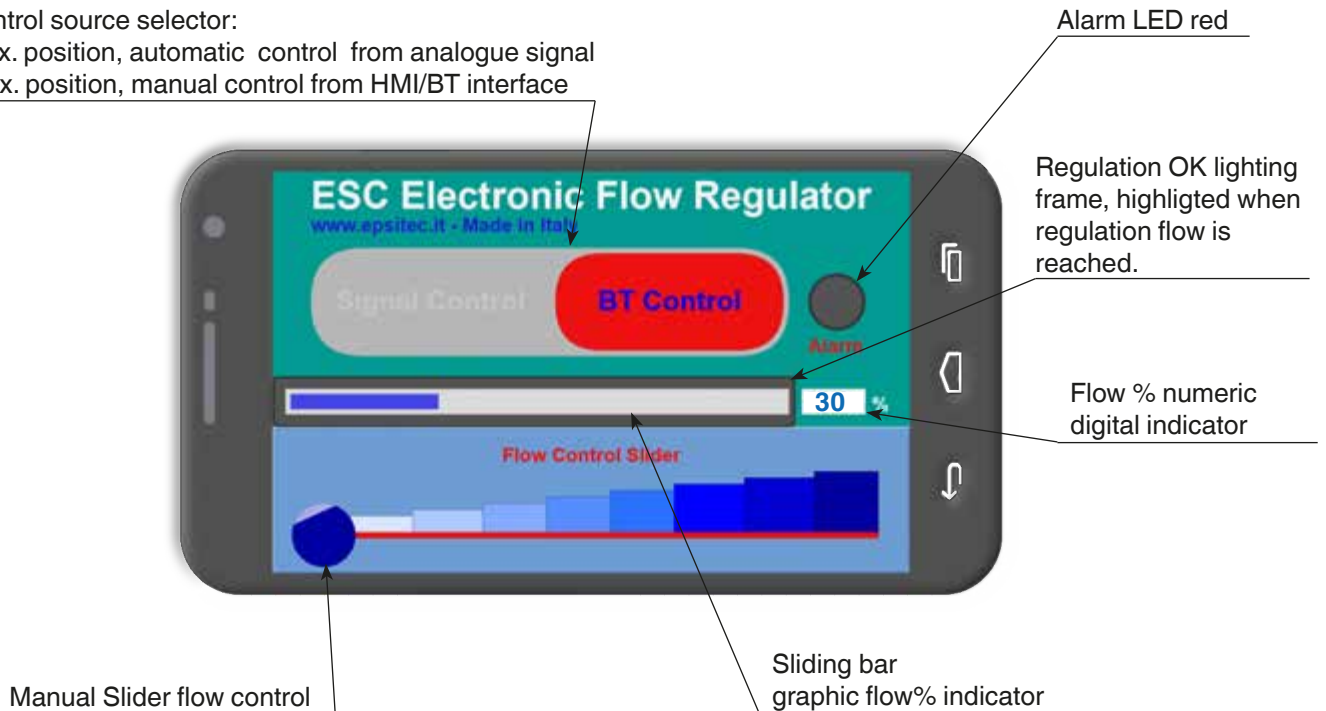 ntrol source selector:
x. position, automatic control from analogue signal
x. position, manual control from HMI/BT interface
Alarm LED red
Regulation OK lighting
frame, highligted when
regulation flow is
reached.
ESC Electronic Flow Regulator
www.epsitec.it - Made in Italy
Signal Control
BT Control
Alarm
30 %
Flow % numeric
digital indicator
Flow Control Slider
Sliding bar
graphic flow% indicator
Manual Slider flow control